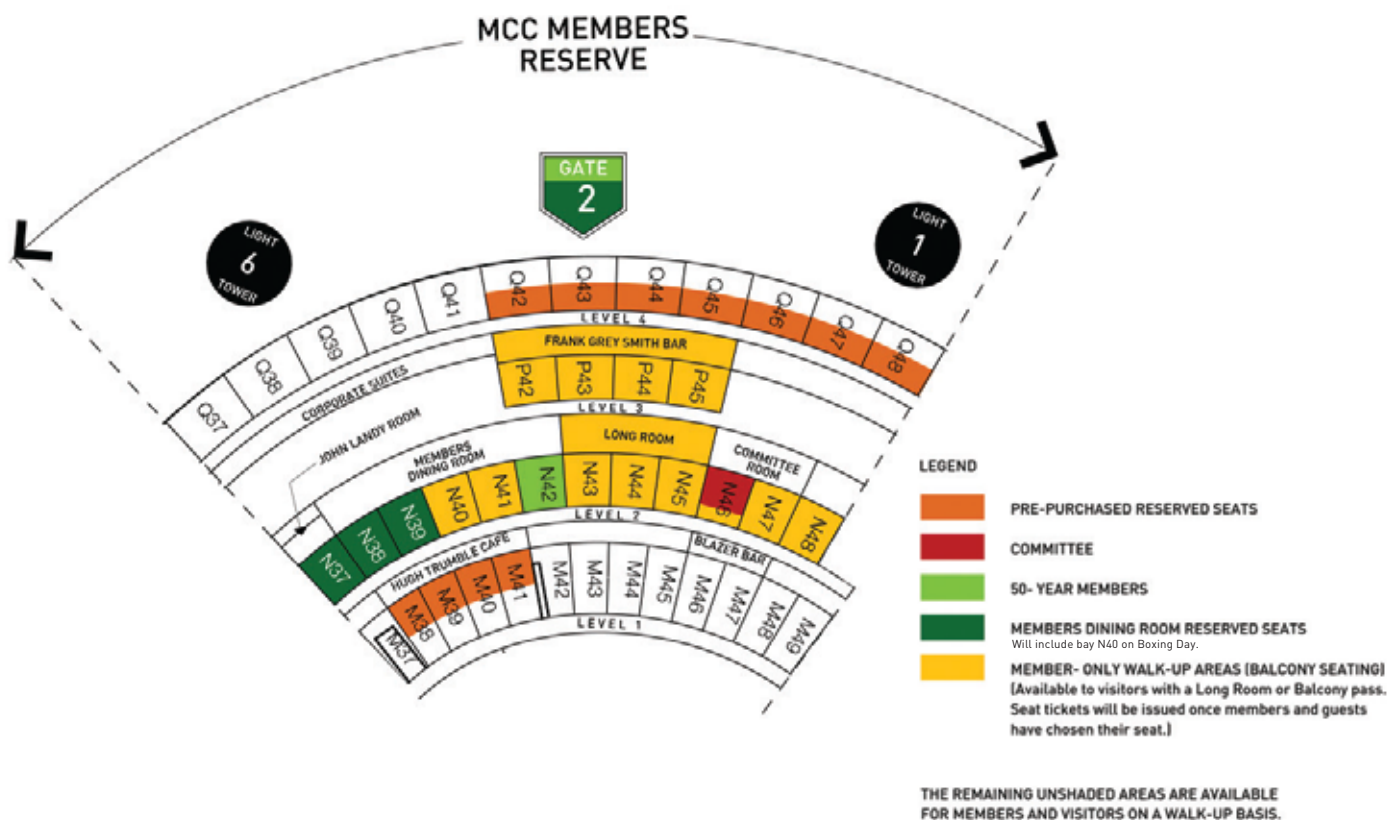 MCC MEMBERS
RESERVE
GATE
2
LIGHT
6
TOWER
LIGHT
1
TOWER
Q37
Q38
Q39
Q40
Q41
Q42
Q43
Q44
Q45
Q46
Q47
Q48
LEVEL 4
CORPORATE SUITES
FRANK GREY SMITH BAR
P42
P43
P44
P45
LEVEL 3
JOHN LANDY ROOM
MEMBERS
DINING ROOM
LONG ROOM
COMMITTEE
ROOM
N37
N38
N39
N40
N41
N42
N43
N44
N45
N46
N47
N48
LEVEL 2
HUGH TRUMBLE CAFE
BLAZER BAR
M37
M38
M39
M40
M41
M42
M43
M44
M45
M46
M47
M48
M49
LEVEL 1
LEGEND
PRE-PURCHASED RESERVED SEATS
COMMITTEE
50- YEAR MEMBERS
MEMBERS DINING ROOM RESERVED SEATS
Will include bay N40 on Boxing Day.
MEMBER- ONLY WALK-UP AREAS (BALCONY SEATING)
(Available to visitors with a Long Room or Balcony pass.
Seat tickets will be issued once members and guests
have chosen their seat.)
THE REMAINING UNSHADED AREAS ARE AVAILABLE
FOR MEMBERS AND VISITORS ON A WALK-UP BASIS.